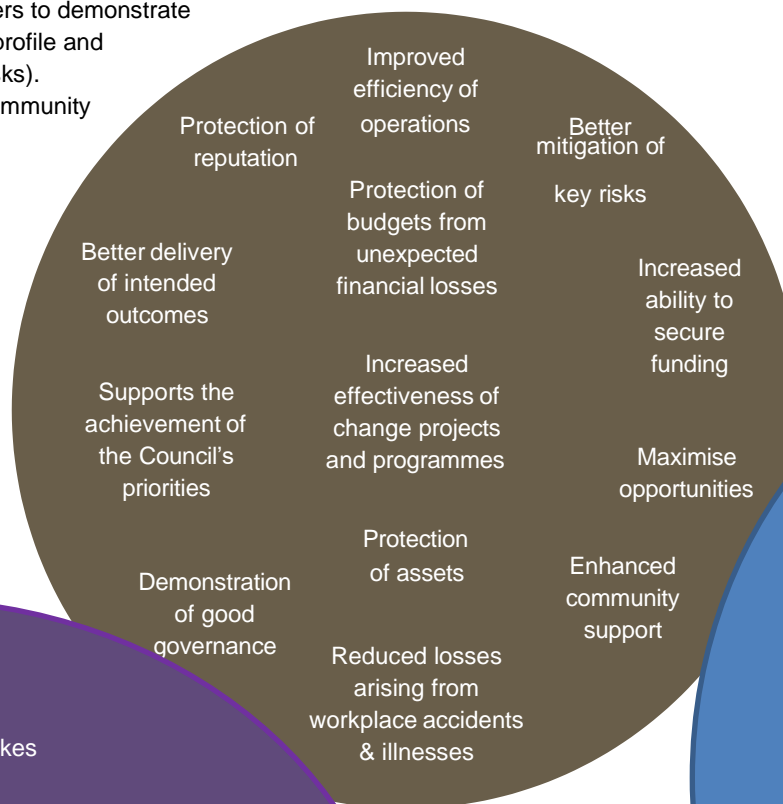 ers to demonstrate
profile and
sks).
mmunity
Improved
efficiency of
operations
Protection of
reputation
Better
mitigation of
key risks
Protection of
budgets from
unexpected
financial losses
Better delivery
of intended
outcomes
Increased
ability to
secure
funding
Increased
effectiveness of
change projects
and programmes
Supports the
achievement of
the Council’s
priorities
Maximise
opportunities
Protection
of assets
Enhanced
community
support
Demonstration
of good
governance
Reduced losses
arising from
workplace accidents
& illnesses
kes